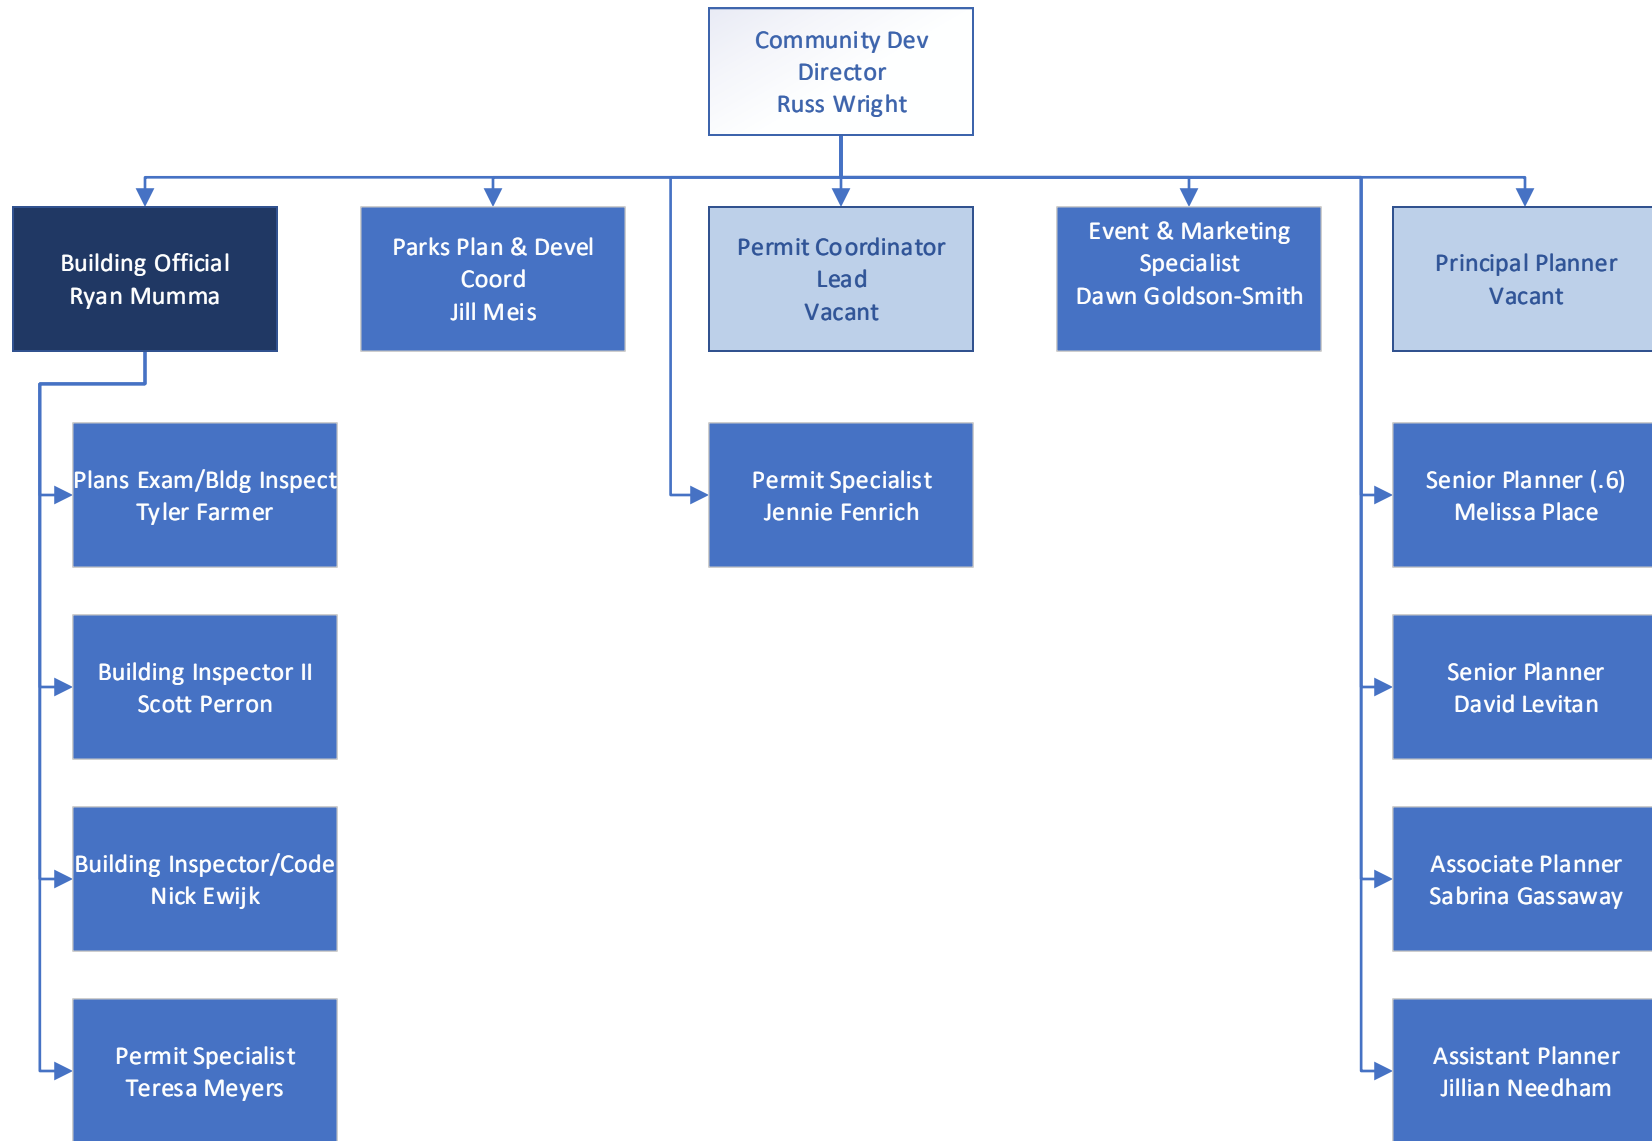 Community Dev
Director
Russ Wright
Building Official
Ryan Mumma
Parks Plan & Devel
Coord
Jill Meis
Permit Coordinator
Lead
Vacant
Event & Marketing
Specialist
Dawn Goldson-Smith
Principal Planner
Vacant
Plans Exam/Bldg Inspect
Tyler Farmer
Permit Specialist
Jennie Fenrich
Senior Planner (.6)
Melissa Place
Building Inspector II
Scott Perron
Senior Planner
David Levitan
Building Inspector/Code
Nick Ewijk
Associate Planner
Sabrina Gassaway
Permit Specialist
Teresa Meyers
Assistant Planner
Jillian Needham